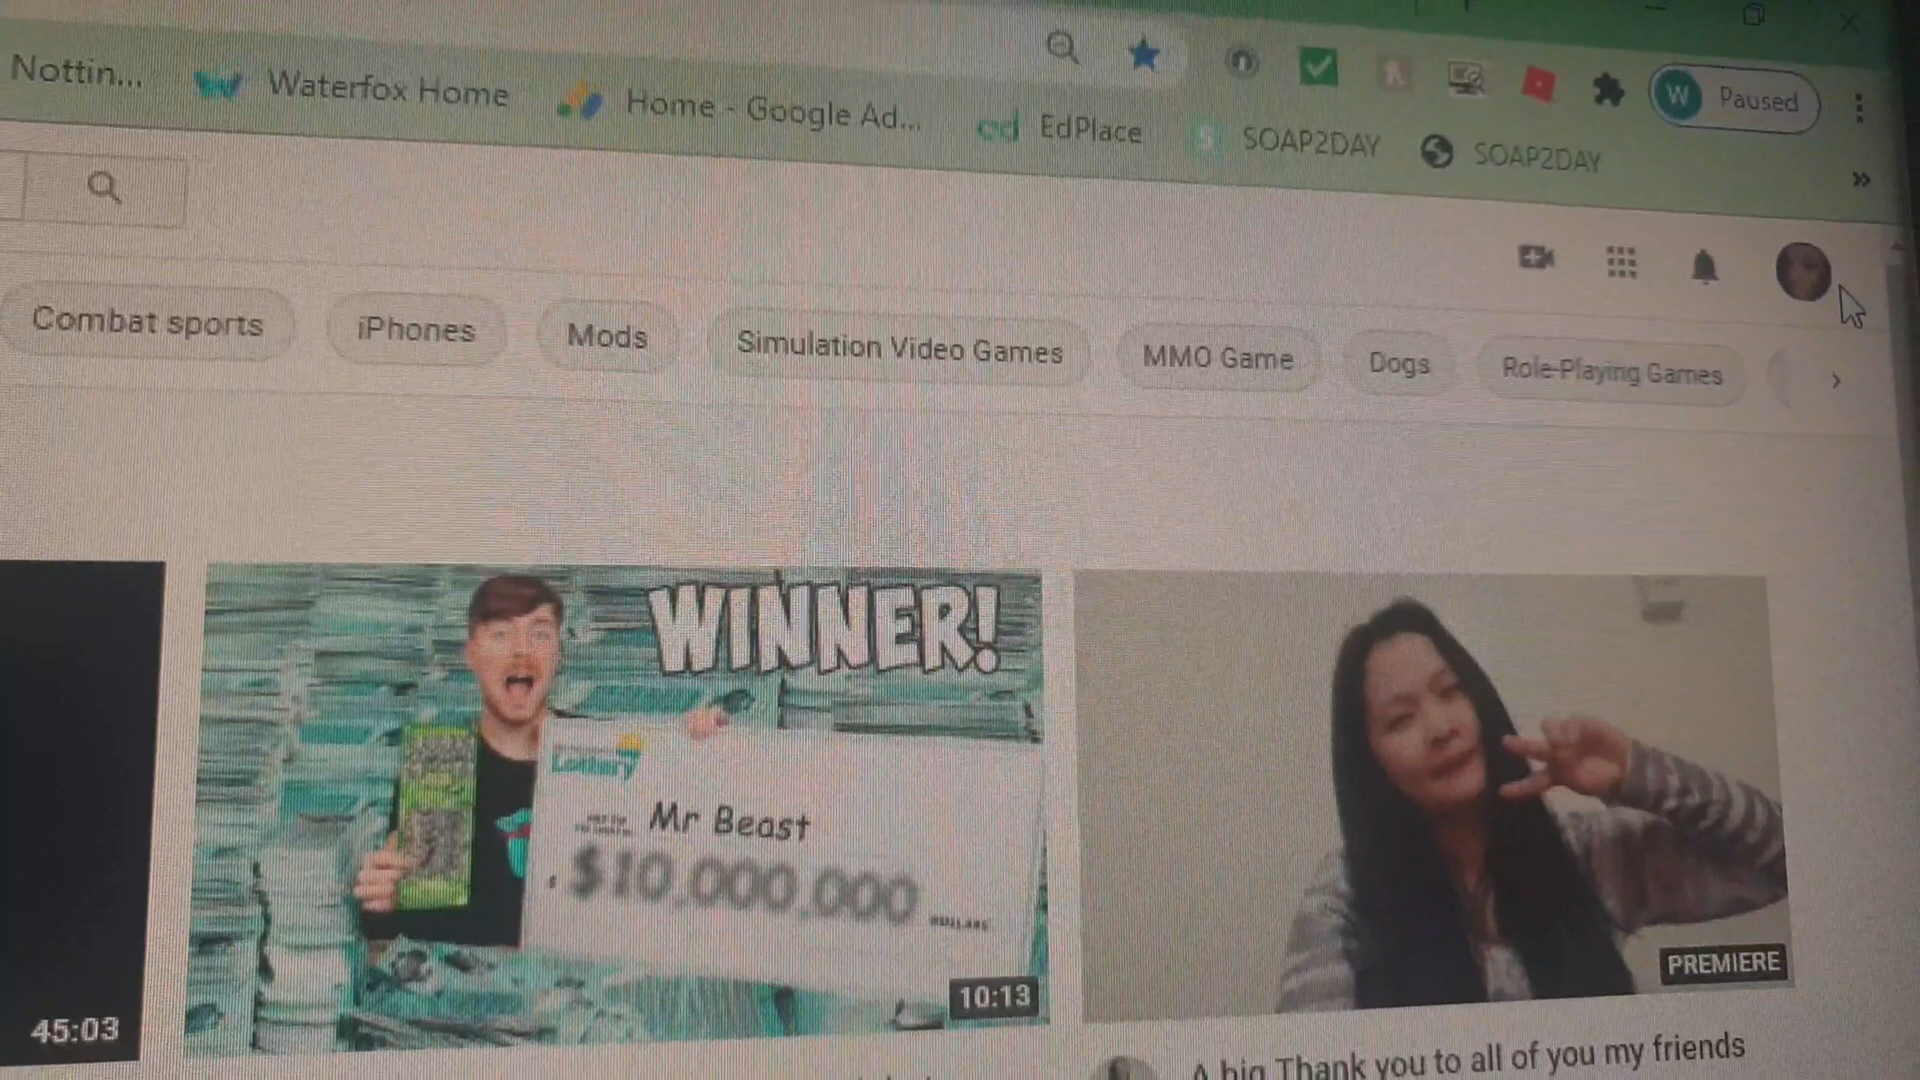 Nottin...
Waterfox Home
Home - Google Ad...
EdPlace
SOAP2DAY
SOAP2DAY
W
Paused
Combat sports
iPhones
Mods
Simulation Video Games
MMO Game
Dogs
Role-Playing Games
WINNER!
Lottery
Mr Beast
$10,000,000
10:13
45:03
PREMIERE
A big Thank you to all of you my friends